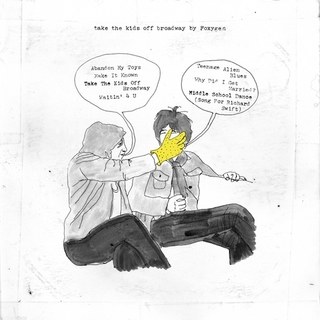 take the kids off broadway by Foxygen
Abandon My Toys
Make It Known
Take The Kids Off
Broadway
Waitin' 4 U
Teenage Alien
Blues
Why Did I Get
Married?
Middle School Dance
(Song For Richard
Swift)